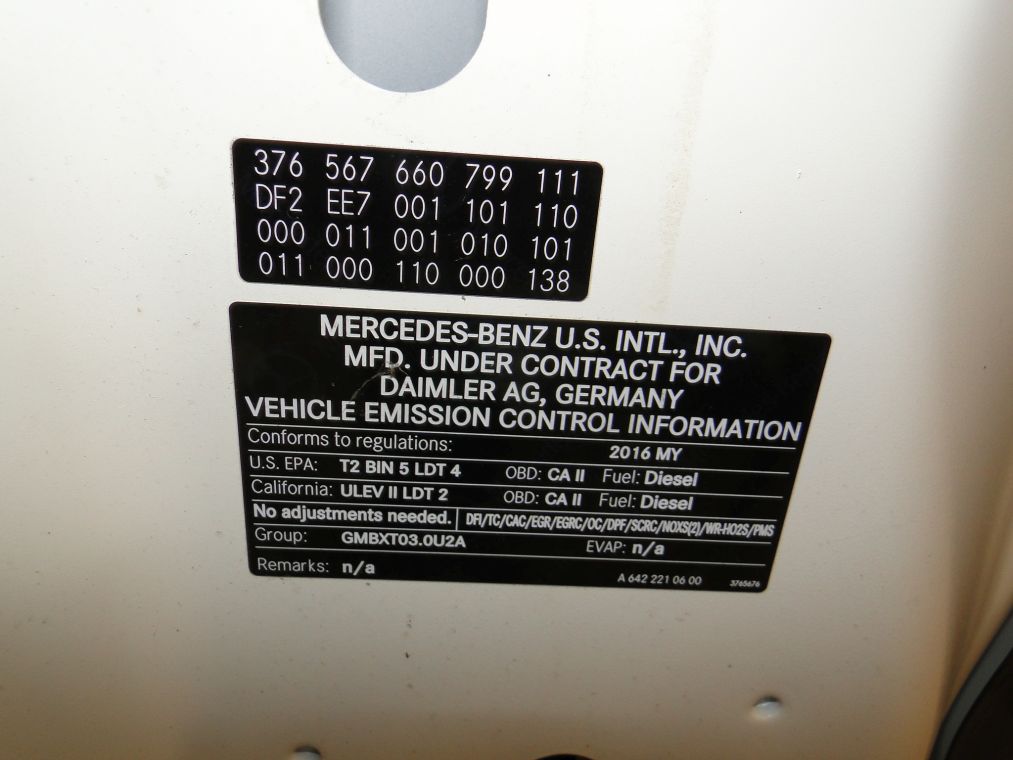 376 567 660 799 111
DF2 EE7 001 101 110
000 011 001 010 101
011 000 110 000 138
MERCEDES-BENZ U.S. INTL., INC.
MFD. UNDER CONTRACT FOR
DAIMLER AG, GERMANY
VEHICLE EMISSION CONTROL INFORMATION
Conforms to regulations: 2016 MY
U.S. EPA: T2 BIN 5 LDT 4 OBD: CA II Fuel: Diesel
California: ULEV II LDT 2 OBD: CA II Fuel: Diesel
No adjustments needed. DFI/TC/CAC/EGR/EGRC/OC/DPF/SCRC/NOXS(2)/WR-HO2S/PMS
Group: GMBXT03.0U2A EVAP: n/a
Remarks: n/a A 642 221 06 00 3765676